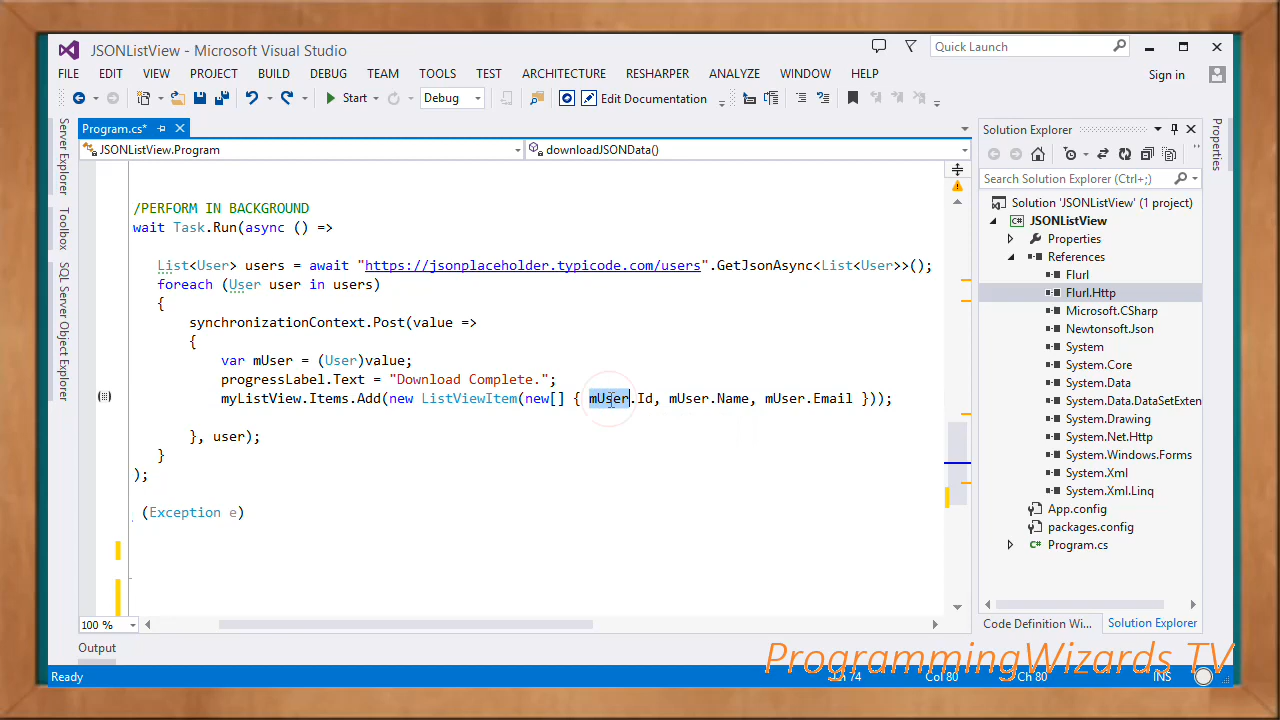 JSONListView - Microsoft Visual Studio
Quick Launch
FILE EDIT VIEW PROJECT BUILD DEBUG TEAM TOOLS TEST ARCHITECTURE RESHARPER ANALYZE WINDOW HELP
Sign in
Start Debug Edit Documentation
Server Explorer
Toolbox
SQL Server Object Explorer
Program.cs*
JSONListView.Program
downloadJSONData()
/PERFORM IN BACKGROUND
wait Task.Run(async () =>
List<User> users = await "https://jsonplaceholder.typicode.com/users".GetJsonAsync<List<User>>();
foreach (User user in users)
{
synchronizationContext.Post(value =>
{
var mUser = (User)value;
progressLabel.Text = "Download Complete.";
myListView.Items.Add(new ListViewItem(new[] { mUser.Id, mUser.Name, mUser.Email }));
}, user);
}
);
(Exception e)
100 %
Solution Explorer
Search Solution Explorer (Ctrl+;)
Solution 'JSONListView' (1 project)
JSONListView
Properties
References
Flurl
Flurl.Http
Microsoft.CSharp
Newtonsoft.Json
System
System.Core
System.Data
System.Data.DataSetExten
System.Drawing
System.Net.Http
System.Windows.Forms
System.Xml
System.Xml.Linq
App.config
packages.config
Program.cs
Code Definition Wi...
Solution Explorer
Properties
Output
ProgrammingWizards TV
Ready
Ln 74
Col 80
Ch 80
INS